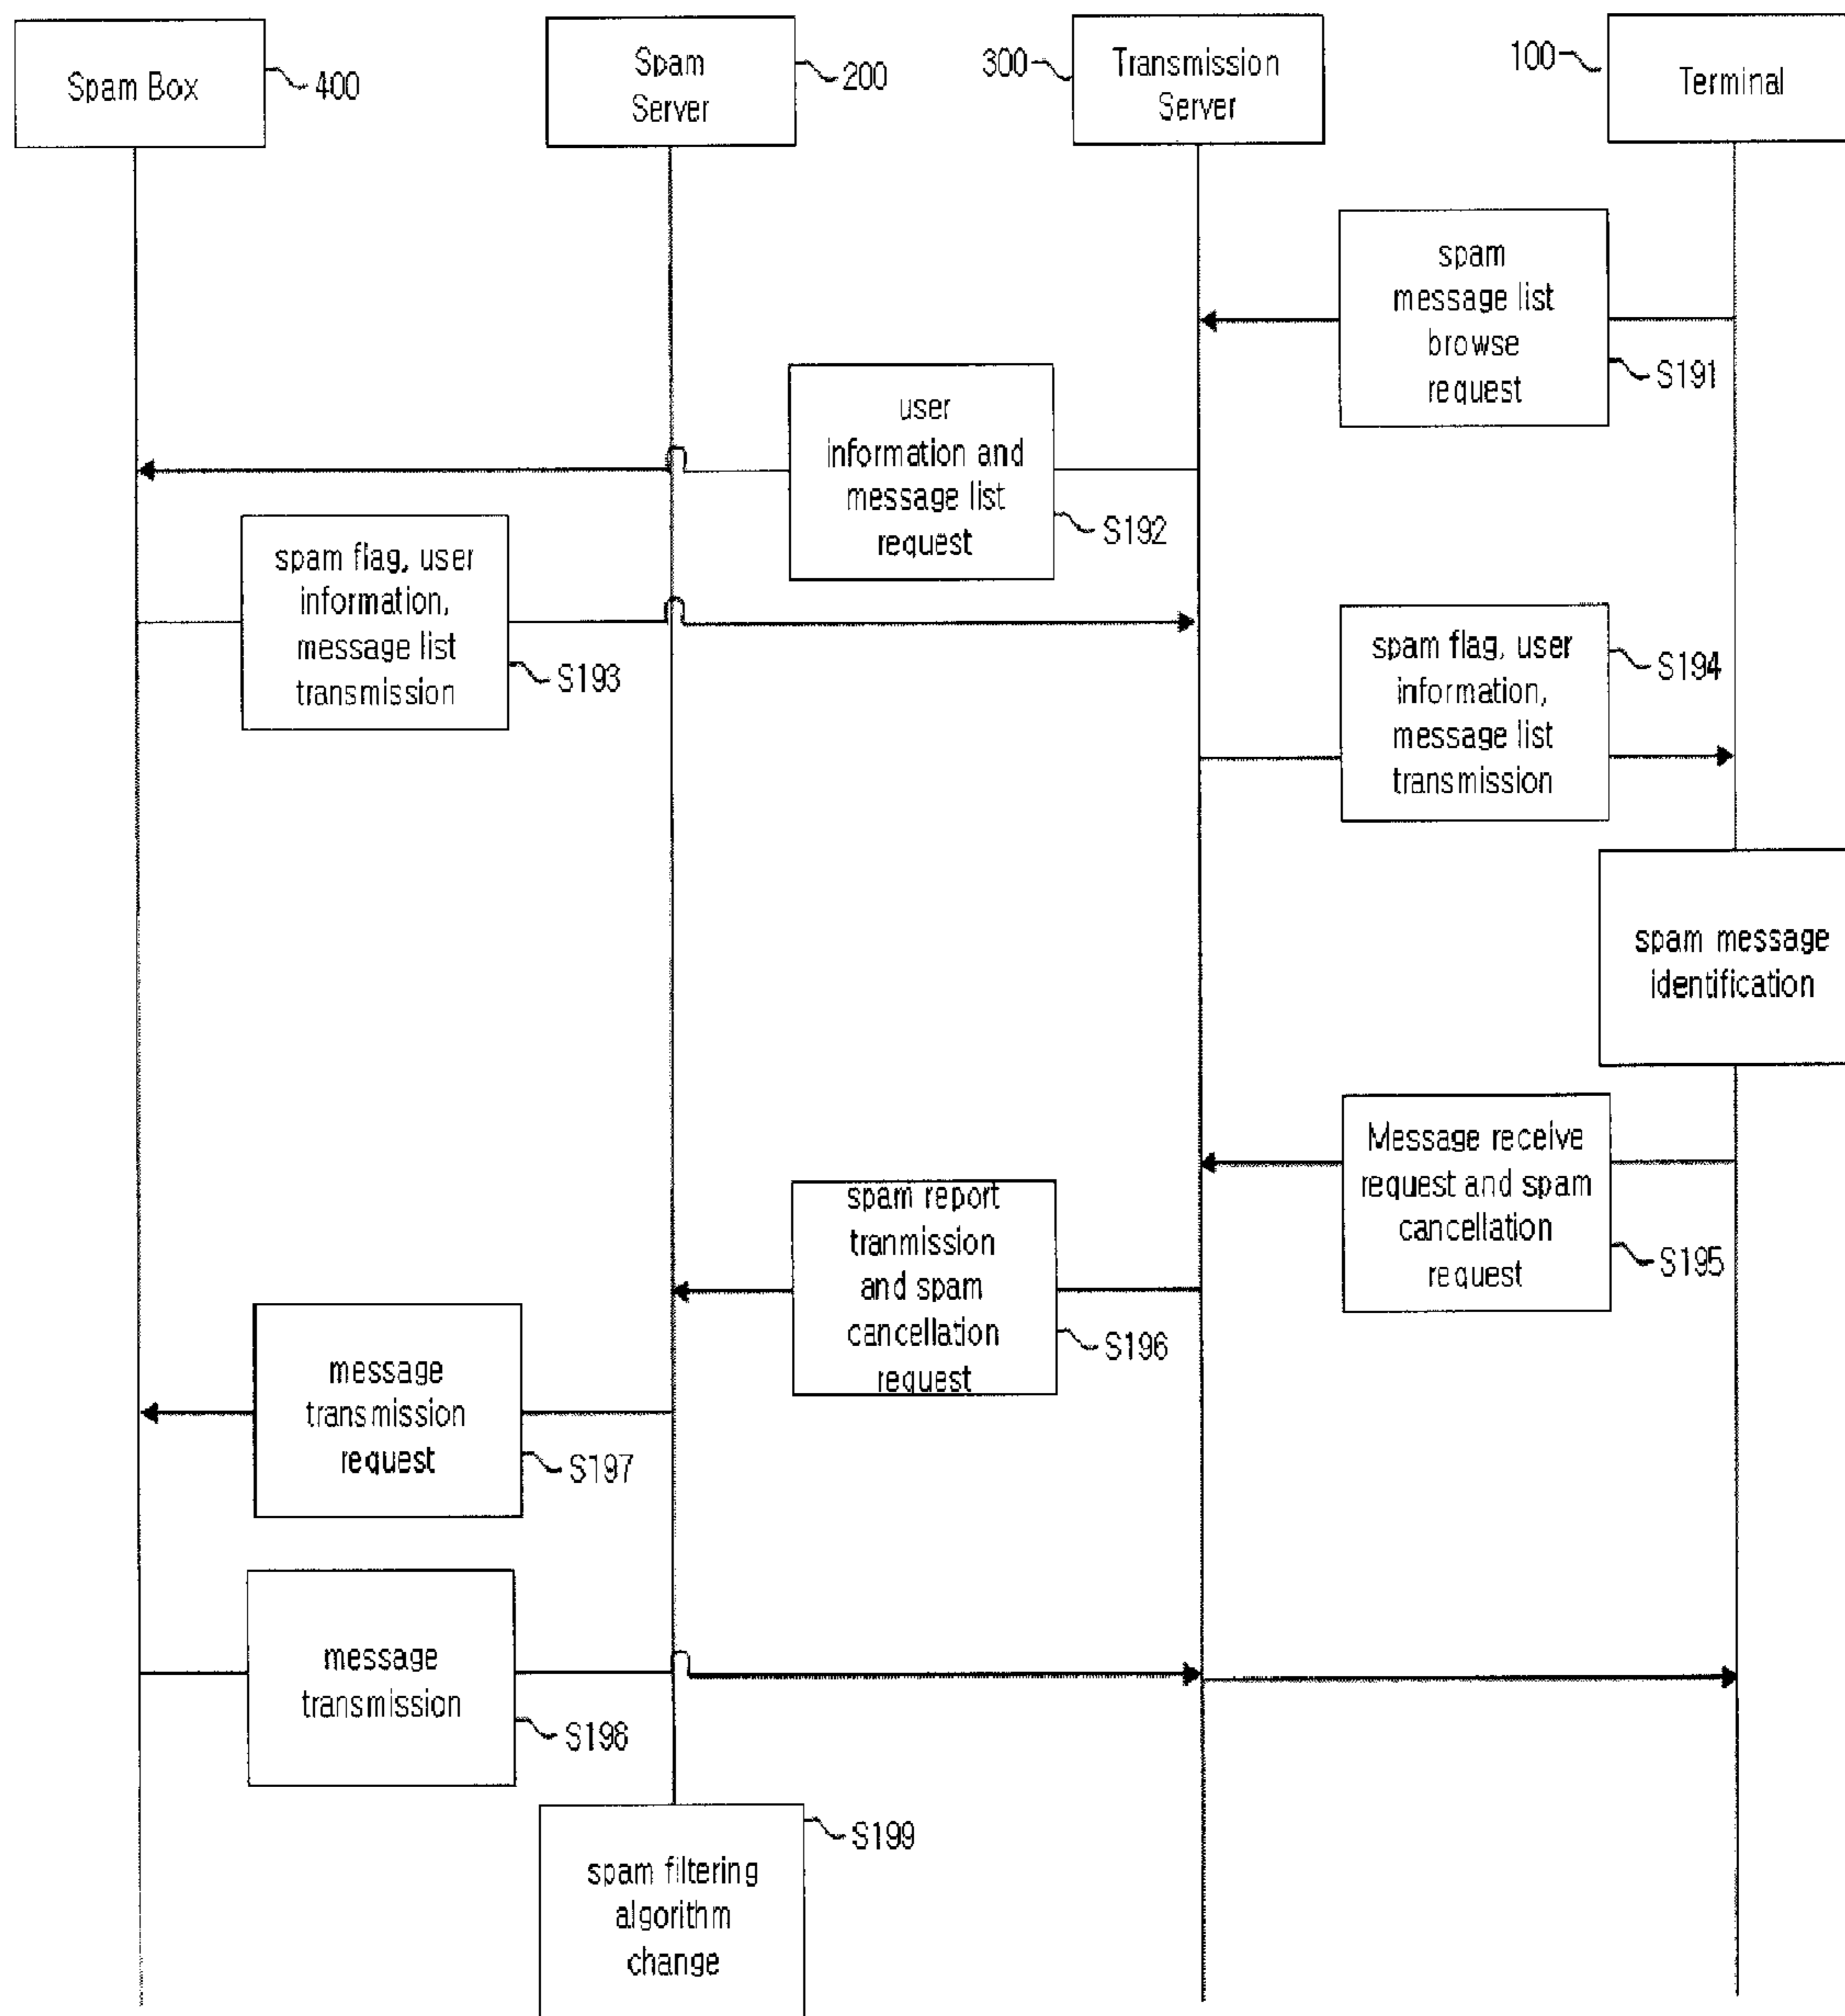 Spam Box
400
Spam
Server
200
300
Transmission
Server
100
Terminal
spam
message list
browse
request
S191
user
information and
message list
request
S192
spam flag, user
information,
message list
transmission
S193
spam flag, user
information,
message list
transmission
S194
spam message
identification
Message receive
request and spam
cancellation
request
S195
spam report
tranmission
and spam
cancellation
request
S196
message
transmission
request
S197
message
transmission
S198
spam filtering
algorithm
change
S199